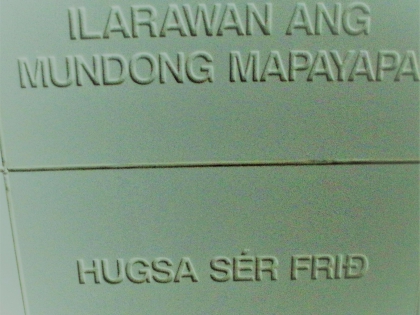 ILARAWAN ANG
MUNDONG MAPAYAPA
HUGSA SÉR FRIÐ